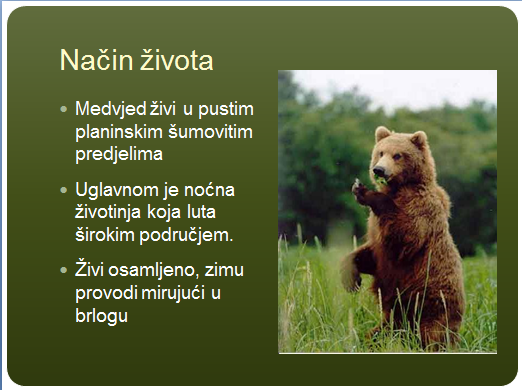 Način života
Medvjed živi u pustim
planinskim šumovitim
predjelima
Uglavnom je noćna
životinja koja luta
širokim područjem.
Živi osamljeno, zimu
provodi mirujući u
brlogu